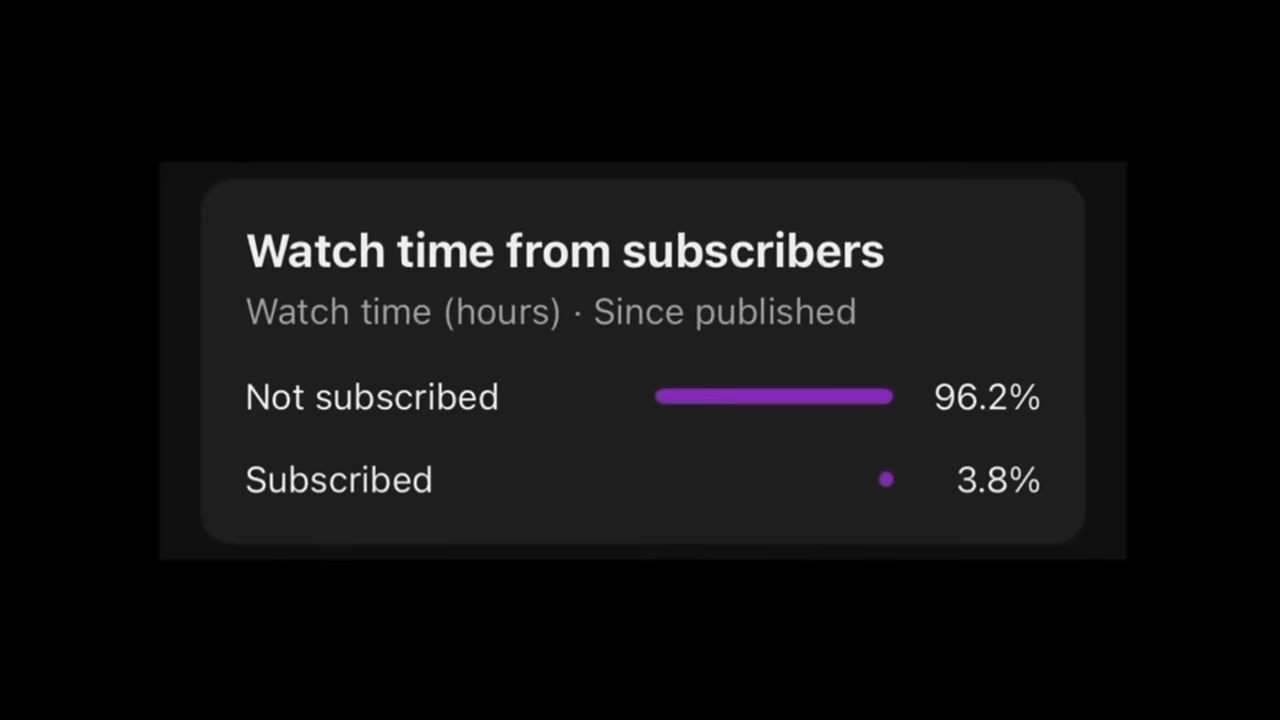 Watch time from subscribers
Watch time (hours) · Since published
Not subscribed 96.2%
Subscribed 3.8%